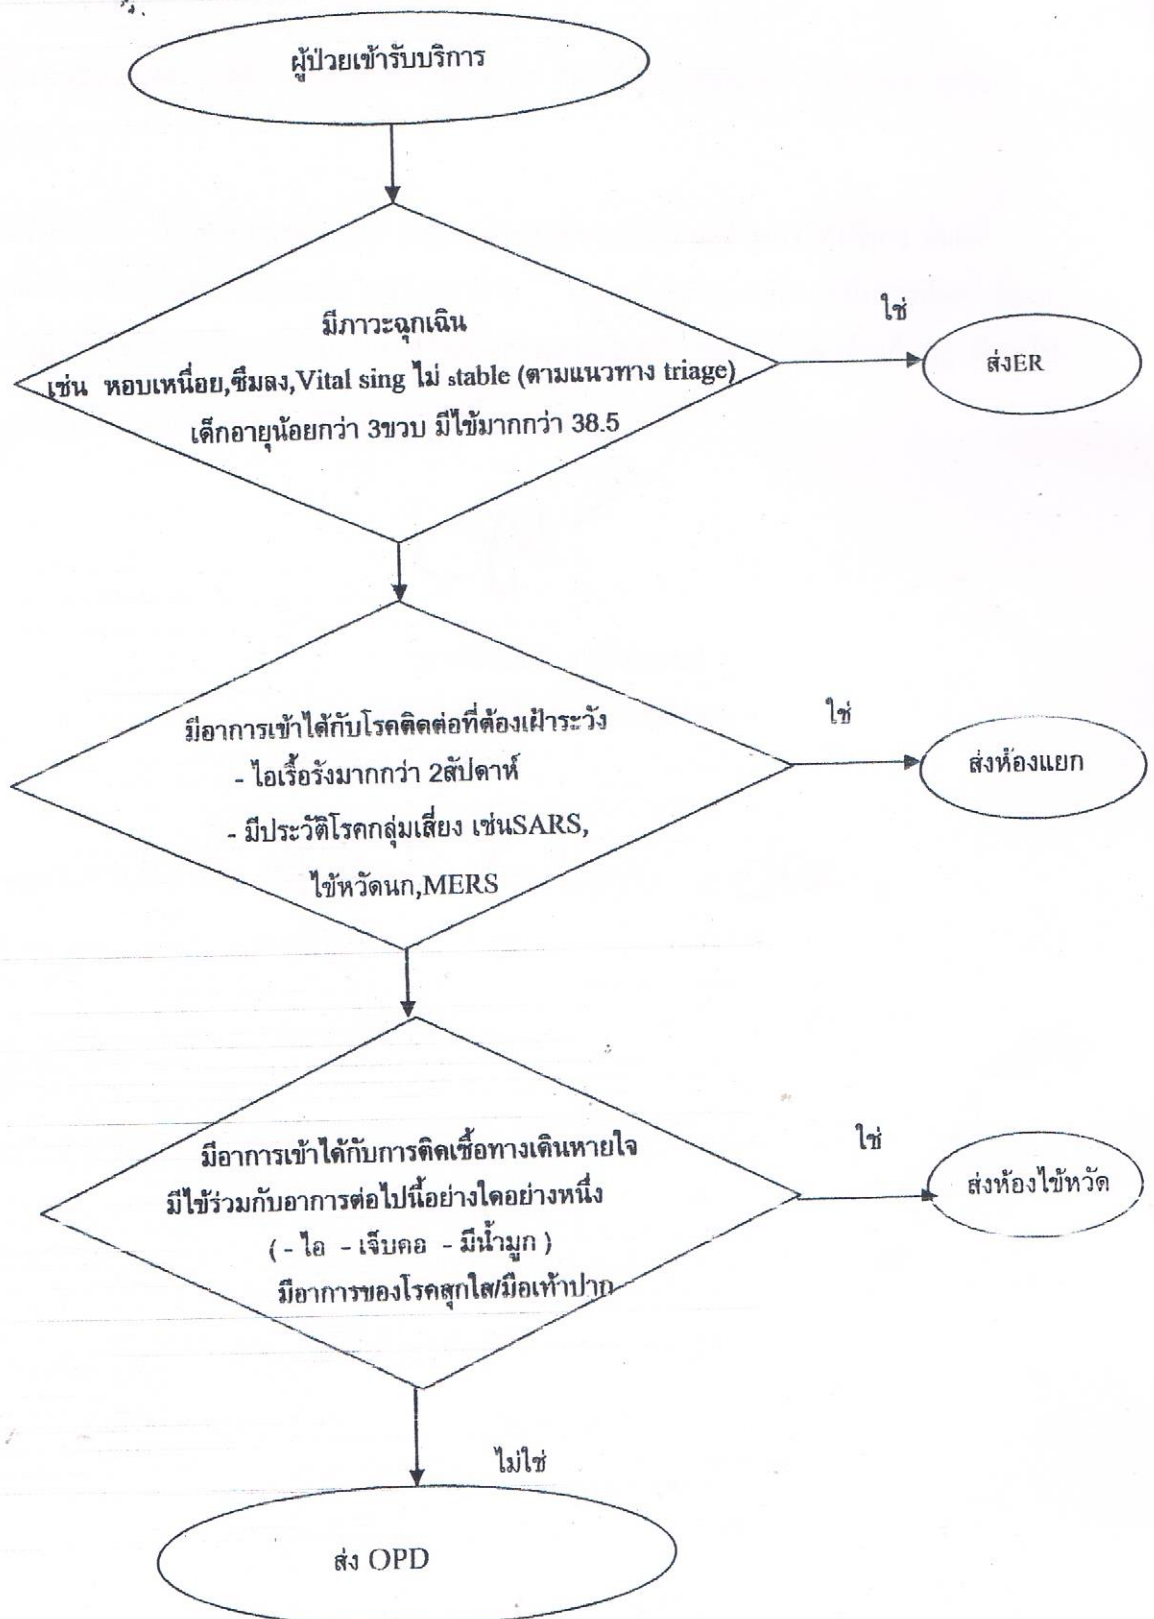 ผู้ป่วยเข้ารับบริการ
มีภาวะฉุกเฉิน
เช่น หอบเหนื่อย,ซึมลง,Vital sing ไม่ stable (ตามแนวทาง triage)
เด็กอายุน้อยกว่า 3ขวบ มีไข้มากกว่า 38.5
ใช่
ส่งER
มีอาการเข้าได้กับโรคติดต่อที่ต้องเฝ้าระวัง
- ไอเรื้อรังมากกว่า 2สัปดาห์
- มีประวัติโรคกลุ่มเสี่ยง เช่นSARS,
ไข้หวัดนก,MERS
ใช่
ส่งห้องแยก
มีอาการเข้าได้กับการติดเชื้อทางเดินหายใจ
มีไข้ร่วมกับอาการต่อไปนี้อย่างใดอย่างหนึ่ง
( - ไอ - เจ็บคอ - มีน้ำมูก )
มีอาการของโรคสุกใส/มือเท้าปาก
ใช่
ส่งห้องไข้หวัด
ไม่ใช่
ส่ง OPD